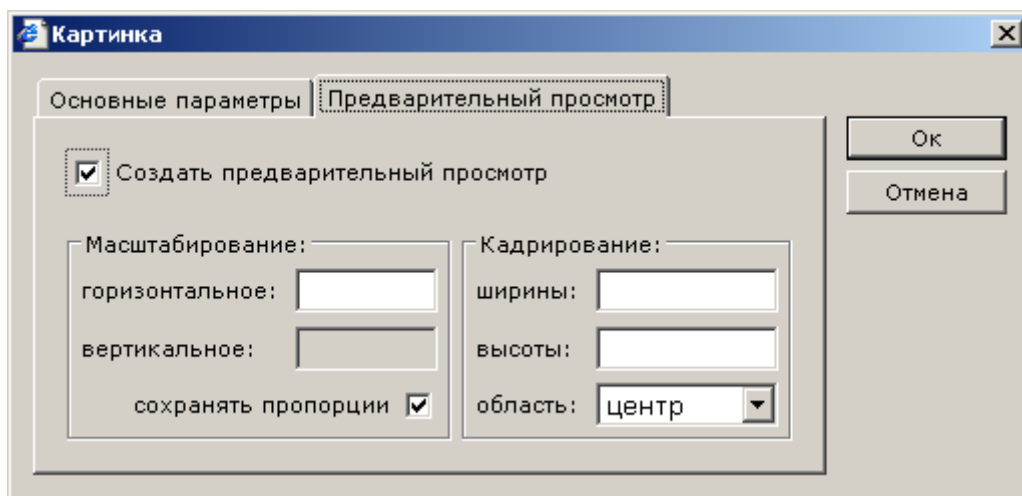 Картинка
Основные параметры
Предварительный просмотр
Создать предварительный просмотр
Ок
Отмена
Масштабирование:
горизонтальное:
вертикальное:
сохранять пропорции
Кадрирование:
ширины:
высоты:
область: центр